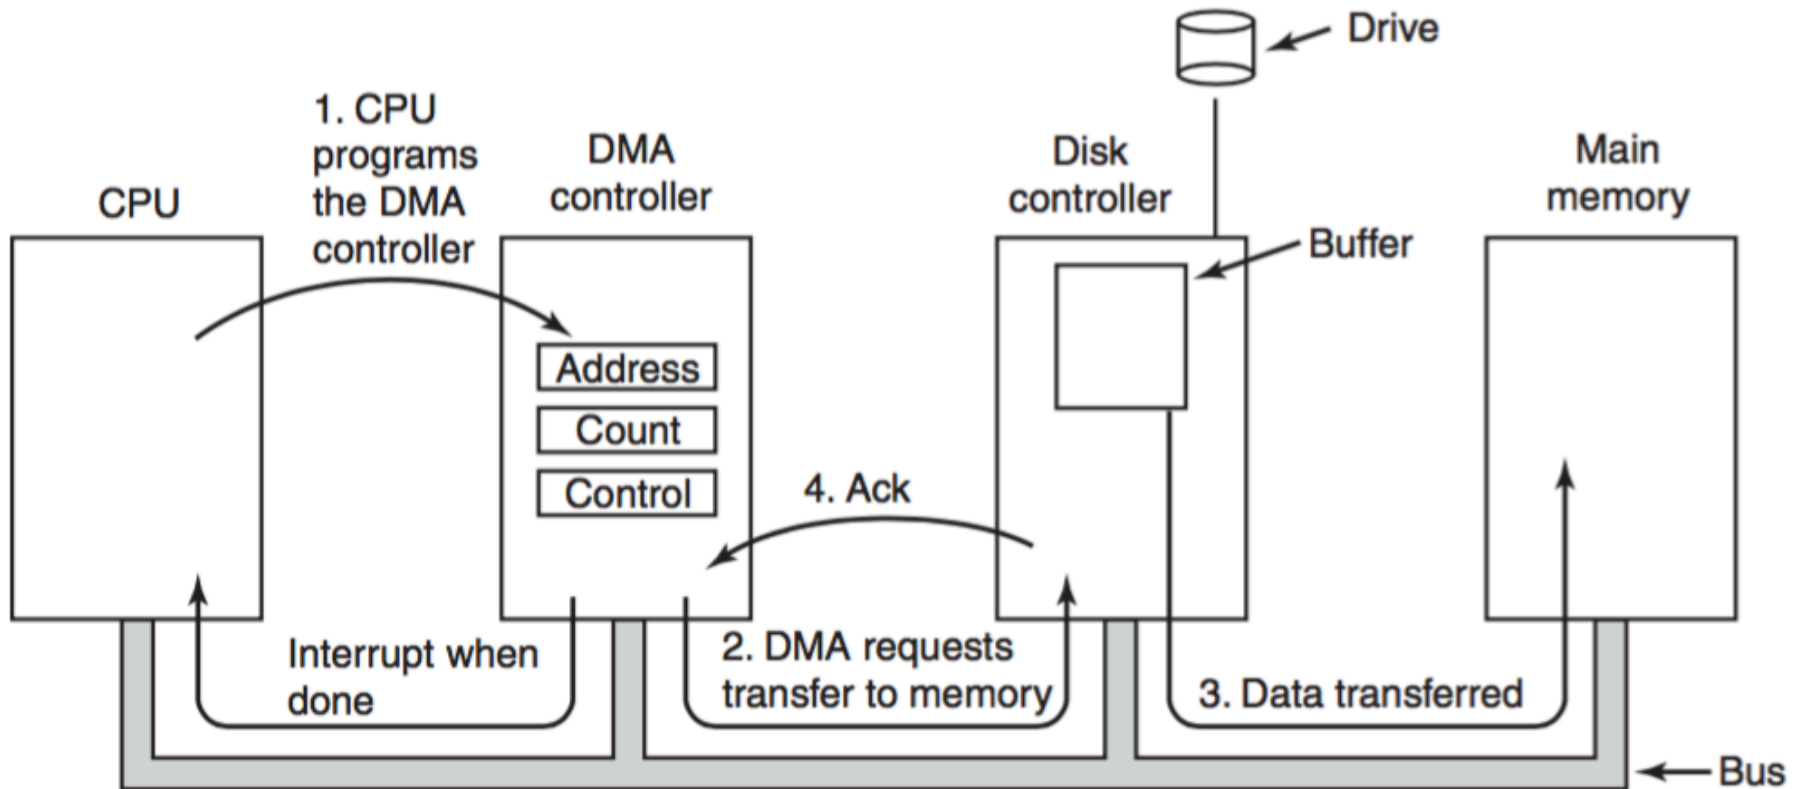 Drive
1. CPU
programs
the DMA
controller
CPU
DMA
controller
Disk
controller
Main
memory
Buffer
Address
Count
Control
4. Ack
Interrupt when
done
2. DMA requests
transfer to memory
3. Data transferred
Bus